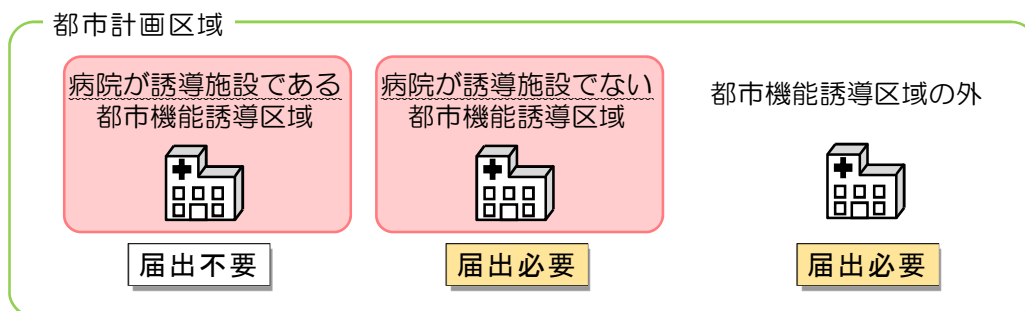 都市計画区域
病院が誘導施設である
都市機能誘導区域
届出不要
病院が誘導施設でない
都市機能誘導区域
届出必要
都市機能誘導区域の外
届出必要